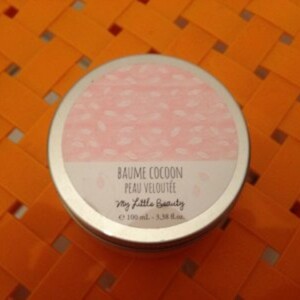 BAUME COCOON
PEAU VELOUTÉE
My Little Beauty
℮ 100 mL - 3,38 fl.oz.